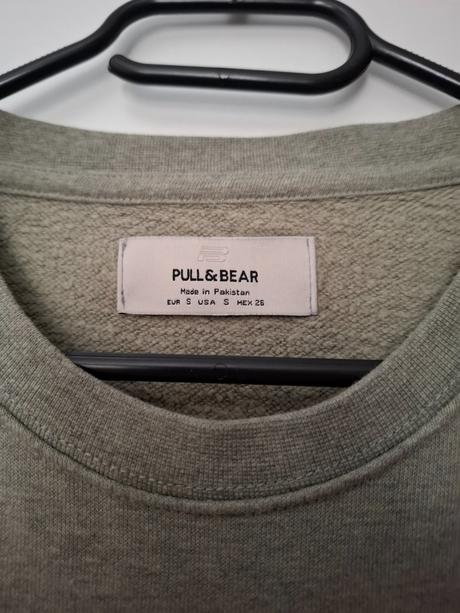 PULL&BEAR
Made in Pakistan
EUR S USA S MEX 26